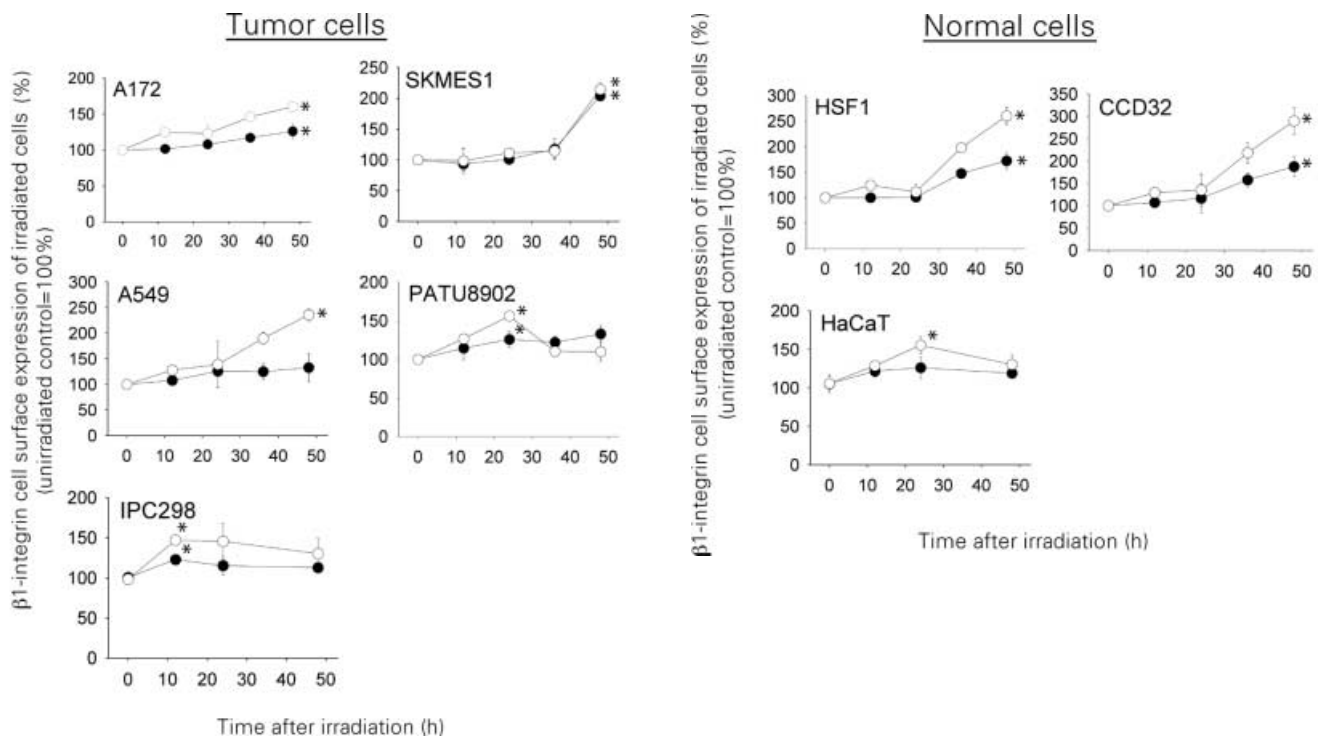 Tumor cells
β1-integrin cell surface expression of irradiated cells (%)
(unirradiated control=100%)
A172
200
150
100
50
0
0 10 20 30 40 50
*
*
SKMES1
250
200
150
100
50
0
0 10 20 30 40 50
*
*
A549
300
250
200
150
100
50
0
0 10 20 30 40 50
*
PATU8902
200
150
100
50
0
0 10 20 30 40 50
*
*
IPC298
200
150
100
50
0
0 10 20 30 40 50
*
*
Time after irradiation (h)
Normal cells
β1-integrin cell surface expression of irradiated cells (%)
(unirradiated control=100%)
HSF1
300
250
200
150
100
50
0
0 10 20 30 40 50
*
*
CCD32
350
300
250
200
150
100
50
0
0 10 20 30 40 50
*
*
HaCaT
200
150
100
50
0
0 10 20 30 40 50
*
Time after irradiation (h)